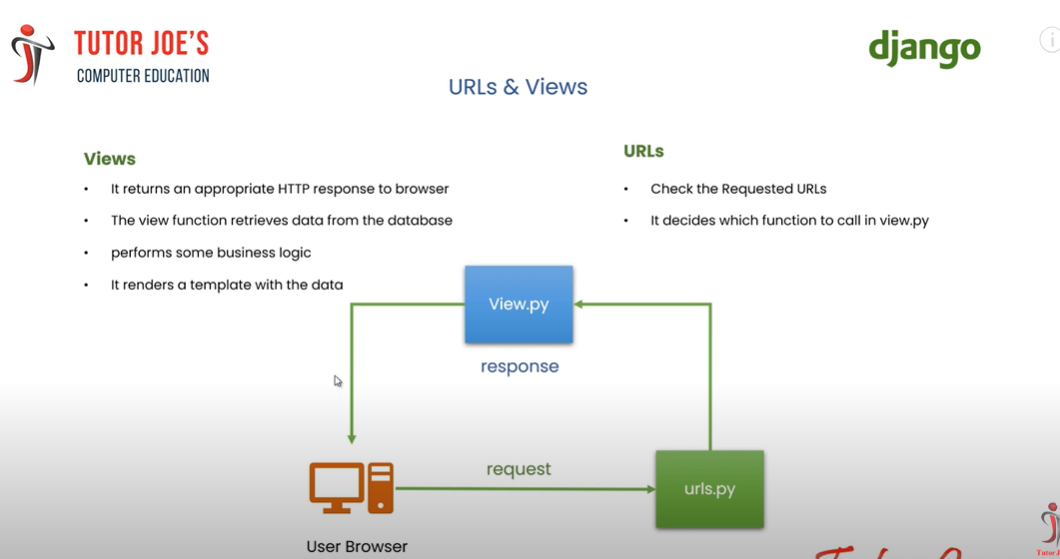 TUTOR JOE'S
COMPUTER EDUCATION
django
URLs & Views
Views
• It returns an appropriate HTTP response to browser
• The view function retrieves data from the database
• performs some business logic
• It renders a template with the data
URLs
• Check the Requested URLs
• It decides which function to call in view.py
View.py
response
request
urls.py
User Browser